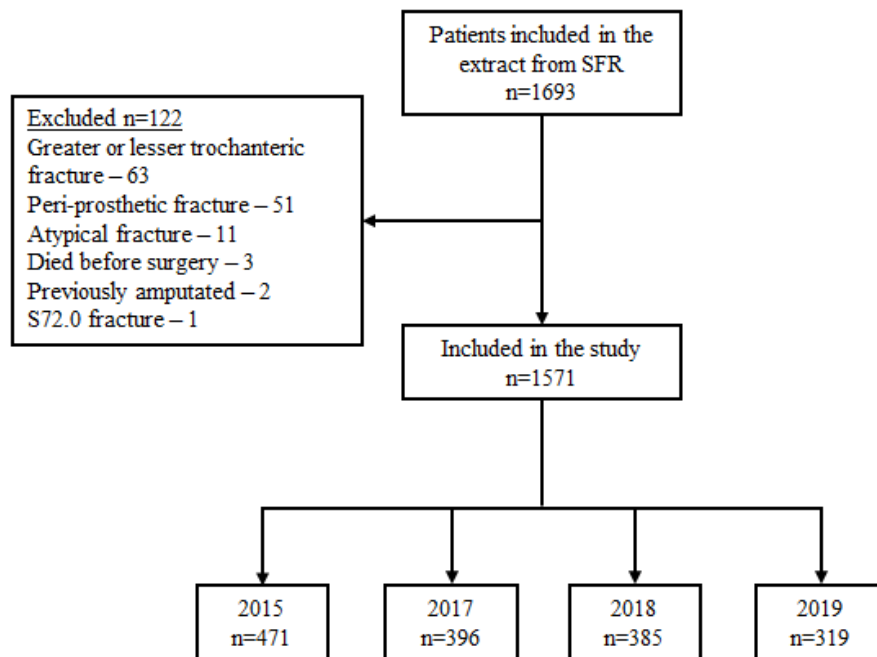 Patients included in the
extract from SFR
n=1693
Excluded n=122
Greater or lesser trochanteric
fracture – 63
Peri-prosthetic fracture – 51
Atypical fracture – 11
Died before surgery – 3
Previously amputated – 2
S72.0 fracture – 1
Included in the study
n=1571
2015
n=471
2017
n=396
2018
n=385
2019
n=319